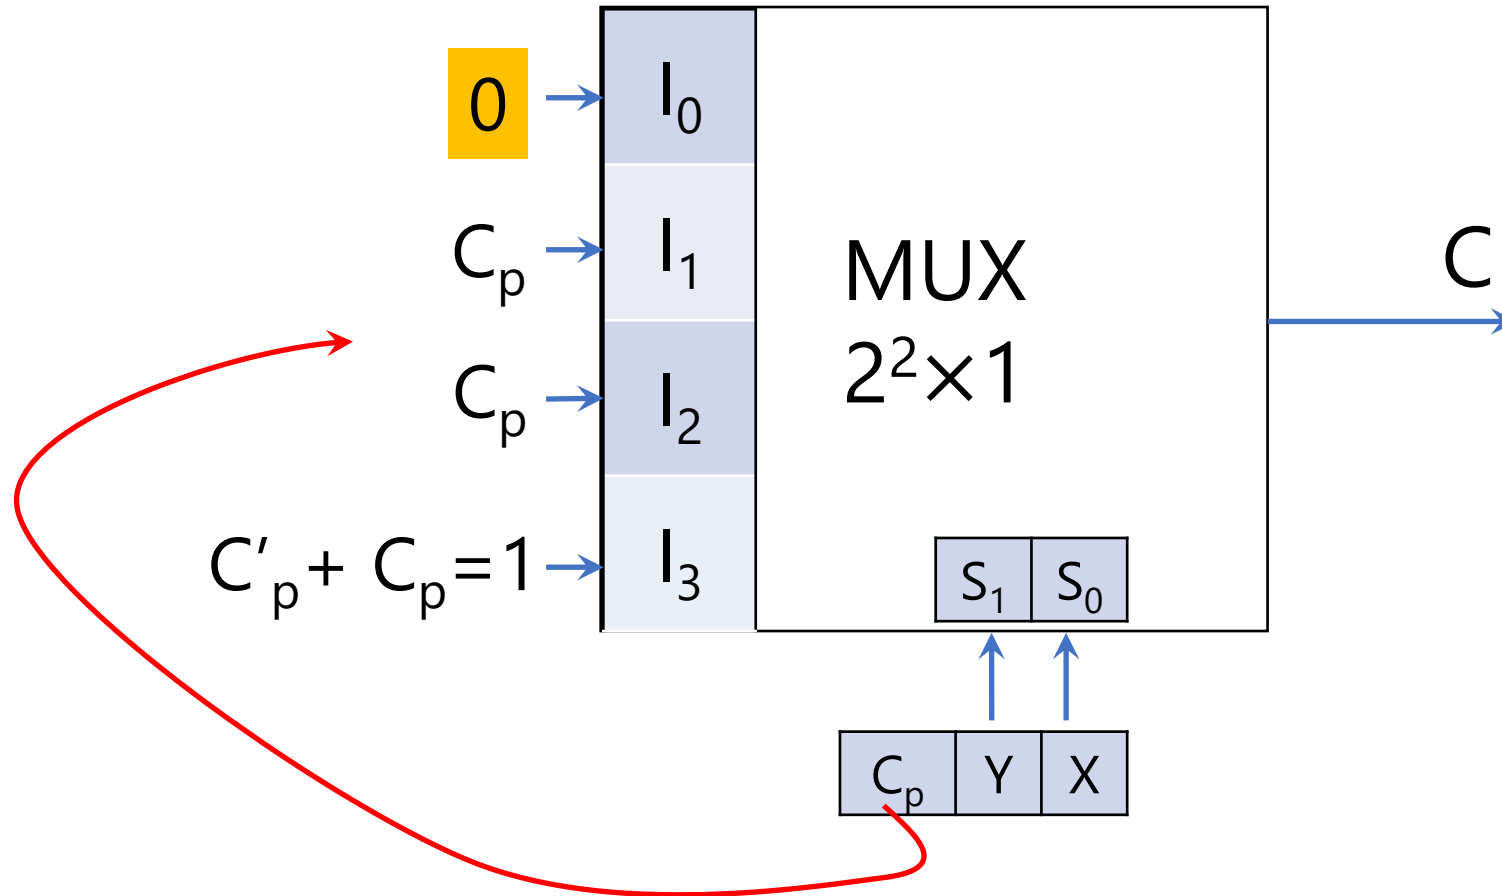 0
I₀
Cₚ
I₁
MUX
C
2²×1
Cₚ
I₂
C′ₚ+ Cₚ=1
I₃
S₁ S₀
Cₚ Y X